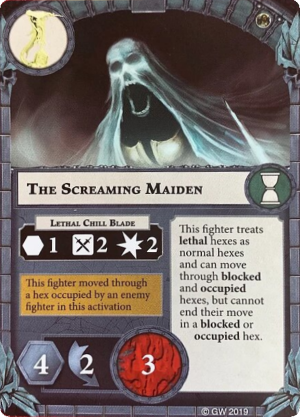 THE SCREAMING MAIDEN
LETHAL CHILL BLADE
1 2 2
This fighter moved through
a hex occupied by an enemy
fighter in this activation
This fighter treats
lethal hexes as
normal hexes
and can move
through blocked
and occupied
hexes, but cannot
end their move
in a blocked or
occupied hex.
4 2 3
© GW 2019